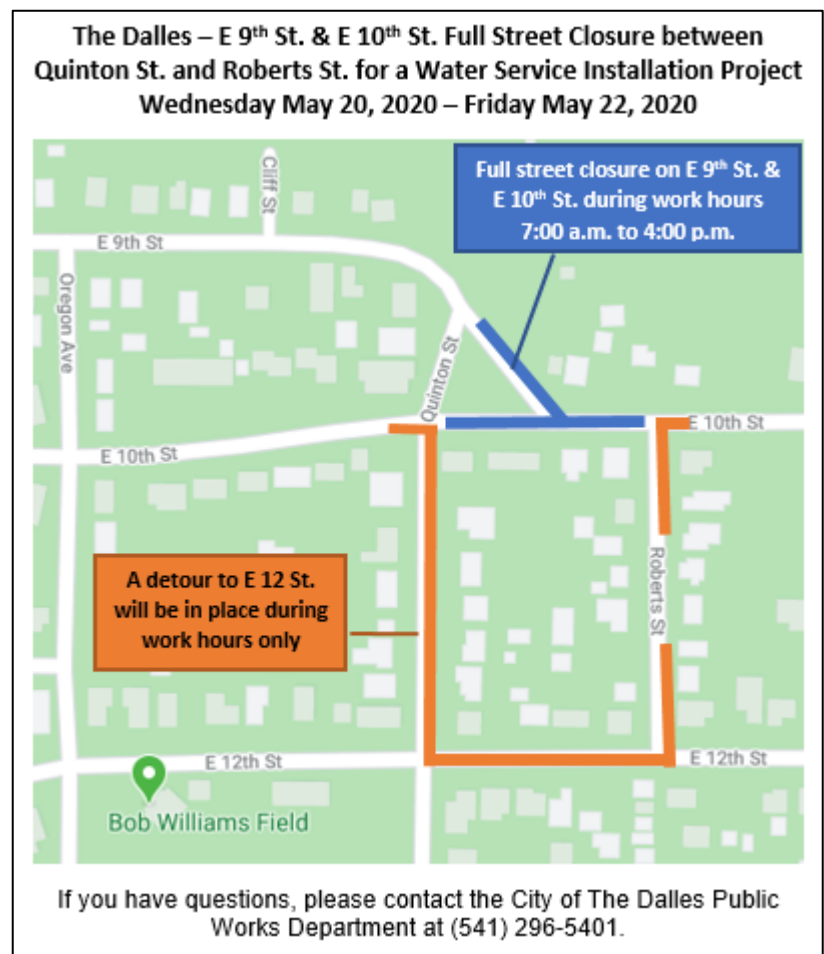 The Dalles – E 9th St. & E 10th St. Full Street Closure between
Quinton St. and Roberts St. for a Water Service Installation Project
Wednesday May 20, 2020 – Friday May 22, 2020
Full street closure on E 9th St. &
E 10th St. during work hours
7:00 a.m. to 4:00 p.m.
Cliff St
E 9th St
Oregon Ave
Quinton St
E 10th St
E 10th St
A detour to E 12 St.
will be in place during
work hours only
Roberts St
E 12th St
E 12th St
Bob Williams Field
If you have questions, please contact the City of The Dalles Public
Works Department at (541) 296-5401.